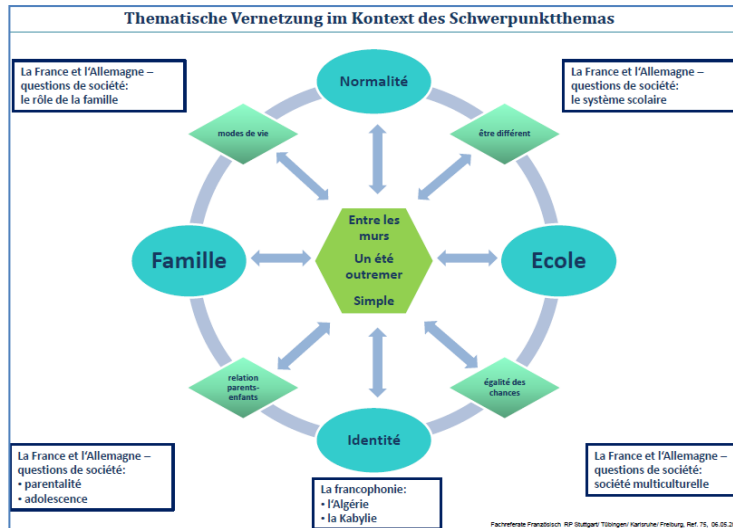 Thematische Vernetzung im Kontext des Schwerpunktthemas
La France et l'Allemagne –
questions de société:
le rôle de la famille
Normalité
La France et l'Allemagne –
questions de société:
le système scolaire
modes de vie
être différent
Entre les
murs
Un été
outremer
Simple
Famille
Ecole
relation
parents-
enfants
égalité des
chances
Identité
La France et l'Allemagne –
questions de société:
• parentalité
• adolescence
La francophonie:
• l'Algérie
• la Kabylie
La France et l'Allemagne –
questions de société:
société multiculturelle
Fachreferate Französisch RP Stuttgart/ Tübingen/ Karlsruhe/ Freiburg, Ref. 75, 06.05.2